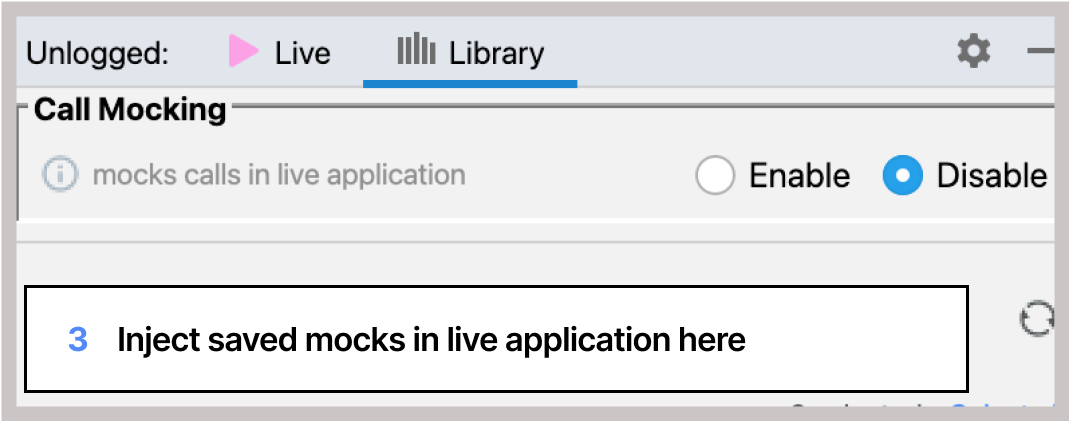 Unlogged: Live Library
Call Mocking
mocks calls in live application Enable Disable
3 Inject saved mocks in live application here